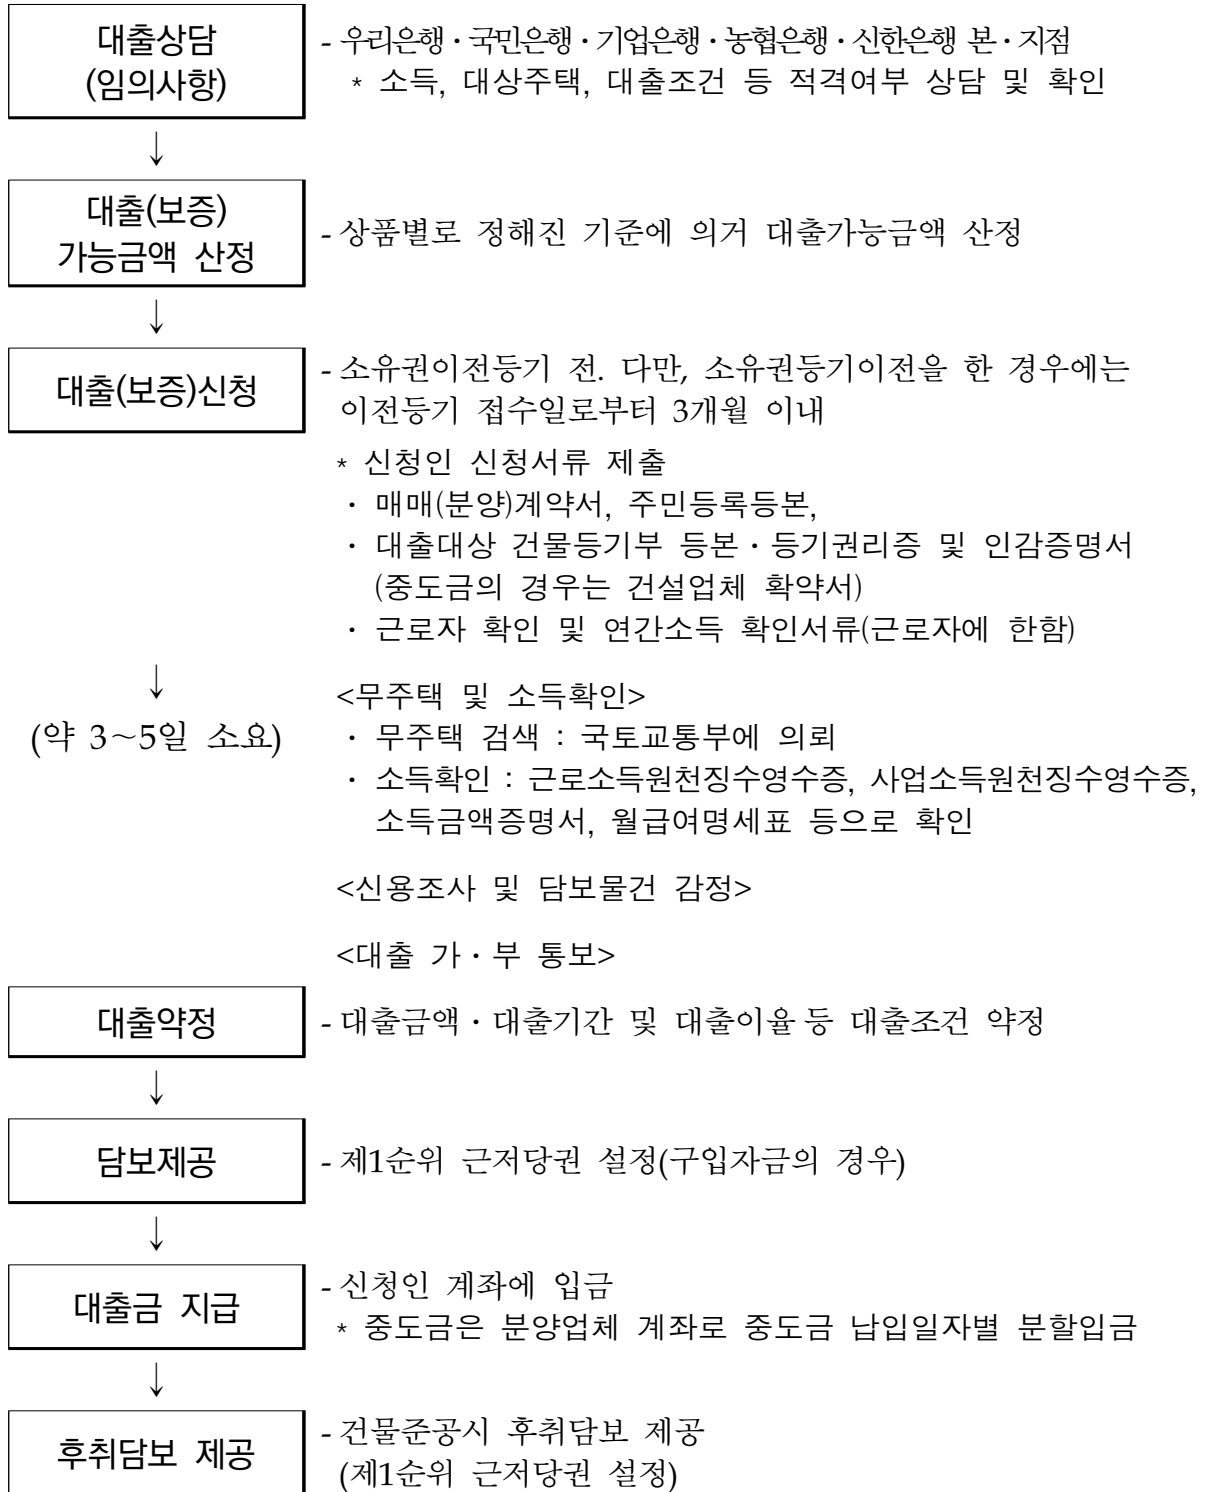 대출상담
(임의사항)
- 우리은행·국민은행·기업은행·농협은행·신한은행 본·지점
* 소득, 대상주택, 대출조건 등 적격여부 상담 및 확인
↓
대출(보증)
가능금액 산정
- 상품별로 정해진 기준에 의거 대출가능금액 산정
↓
대출(보증)신청
- 소유권이전등기 전. 다만, 소유권등기이전을 한 경우에는
이전등기 접수일로부터 3개월 이내
* 신청인 신청서류 제출
· 매매(분양)계약서, 주민등록등본,
· 대출대상 건물등기부 등본·등기권리증 및 인감증명서
(중도금의 경우는 건설업체 확약서)
· 근로자 확인 및 연간소득 확인서류(근로자에 한함)
↓
(약 3~5일 소요)
<무주택 및 소득확인>
· 무주택 검색 : 국토교통부에 의뢰
· 소득확인 : 근로소득원천징수영수증, 사업소득원천징수영수증,
소득금액증명서, 월급여명세표 등으로 확인
<신용조사 및 담보물건 감정>
<대출 가·부 통보>
대출약정
- 대출금액·대출기간 및 대출이율 등 대출조건 약정
↓
담보제공
- 제1순위 근저당권 설정(구입자금의 경우)
↓
대출금 지급
- 신청인 계좌에 입금
* 중도금은 분양업체 계좌로 중도금 납입일자별 분할입금
↓
후취담보 제공
- 건물준공시 후취담보 제공
(제1순위 근저당권 설정)